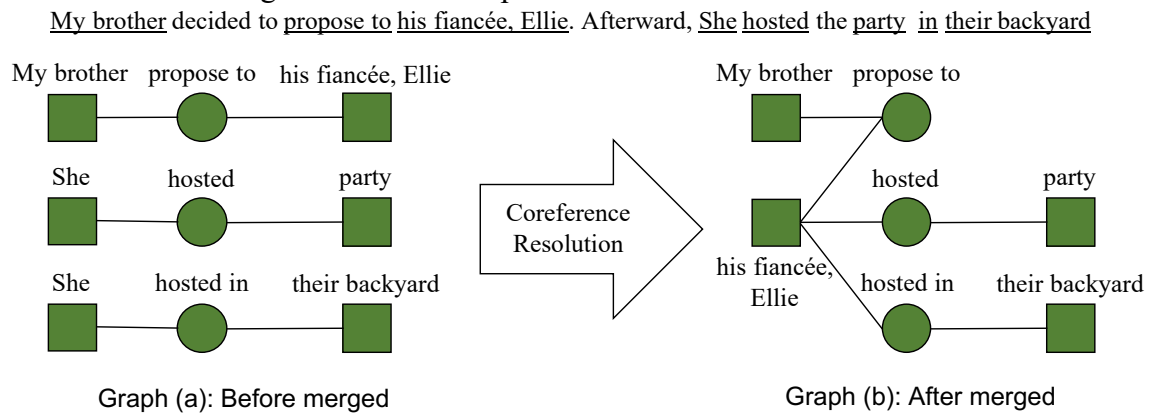 My brother decided to propose to his fiancée, Ellie. Afterward, She hosted the party in their backyard
My brother propose to his fiancée, Ellie
She hosted party
She hosted in their backyard
Graph (a): Before merged
Coreference
Resolution
My brother propose to
hosted party
his fiancée,
Ellie
hosted in their backyard
Graph (b): After merged